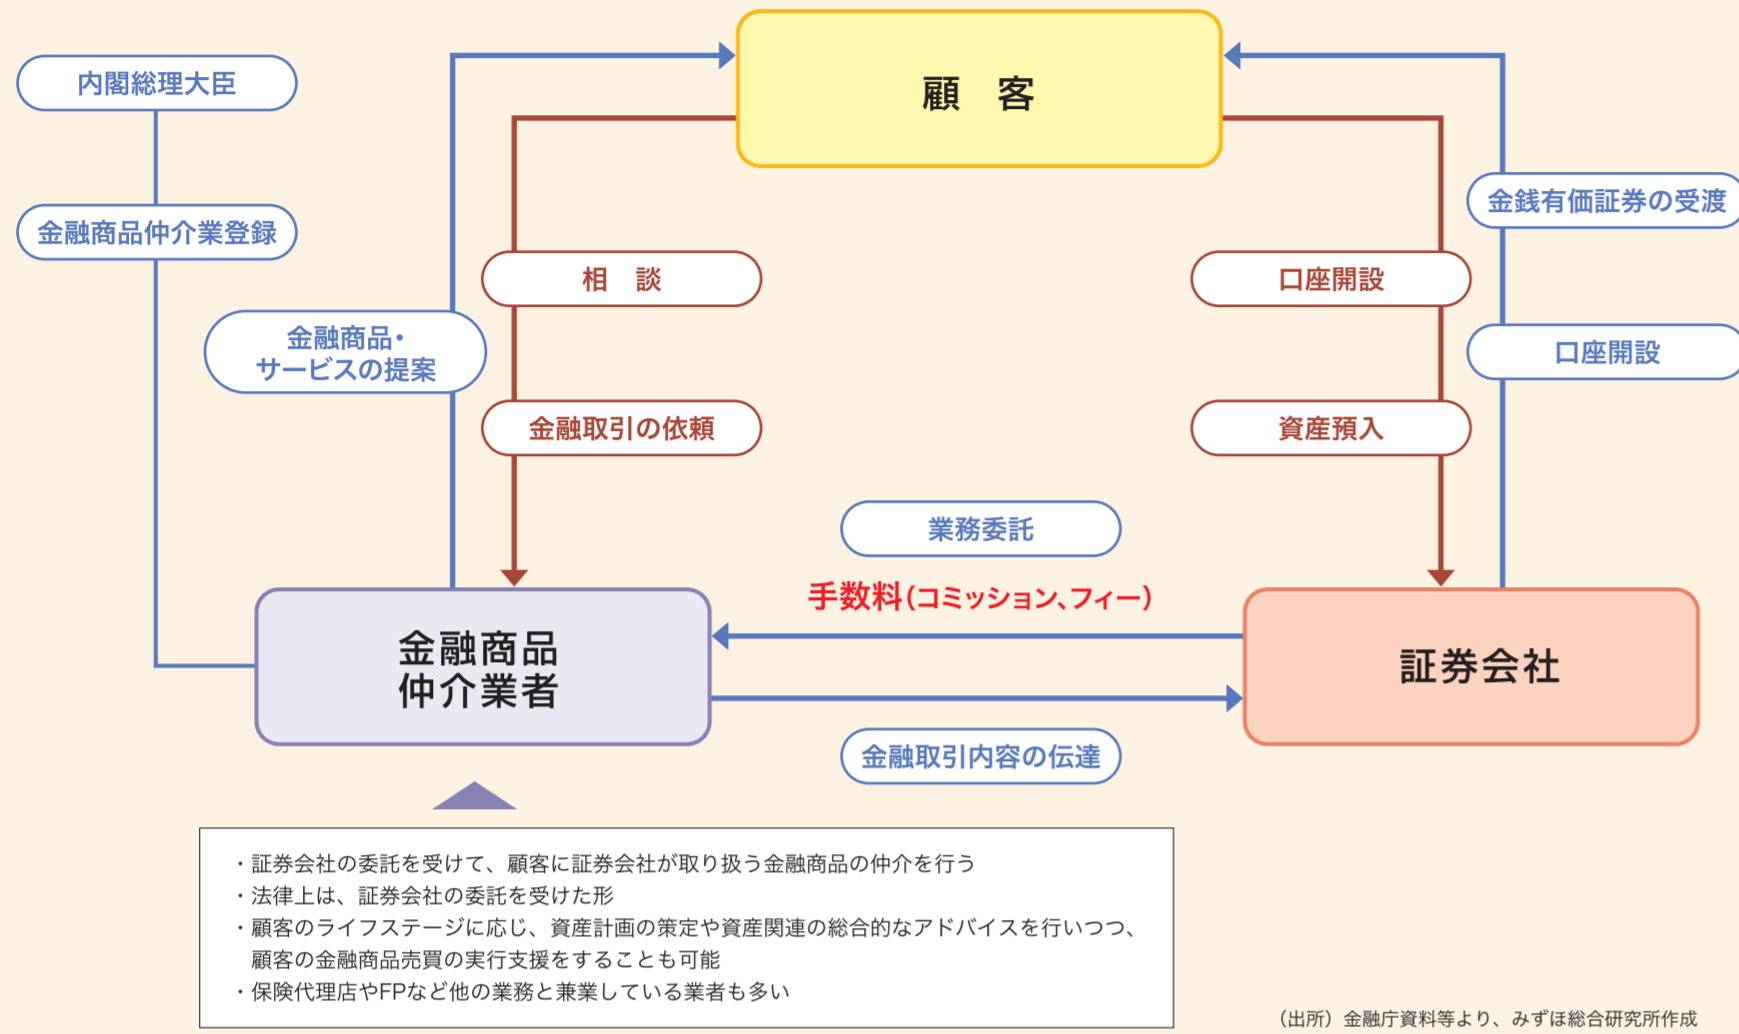 顧　客
内閣総理大臣
金融商品仲介業登録
金融商品・
サービスの提案
相　談
金融取引の依頼
口座開設
資産預入
金銭有価証券の受渡
口座開設
業務委託
手数料(コミッション、フィー)
金融商品
仲介業者
証券会社
金融取引内容の伝達
・証券会社の委託を受けて、顧客に証券会社が取り扱う金融商品の仲介を行う
・法律上は、証券会社の委託を受けた形
・顧客のライフステージに応じ、資産計画の策定や資産関連の総合的なアドバイスを行いつつ、
顧客の金融商品売買の実行支援をすることも可能
・保険代理店やFPなど他の業務と兼業している業者も多い
（出所）金融庁資料等より、みずほ総合研究所作成